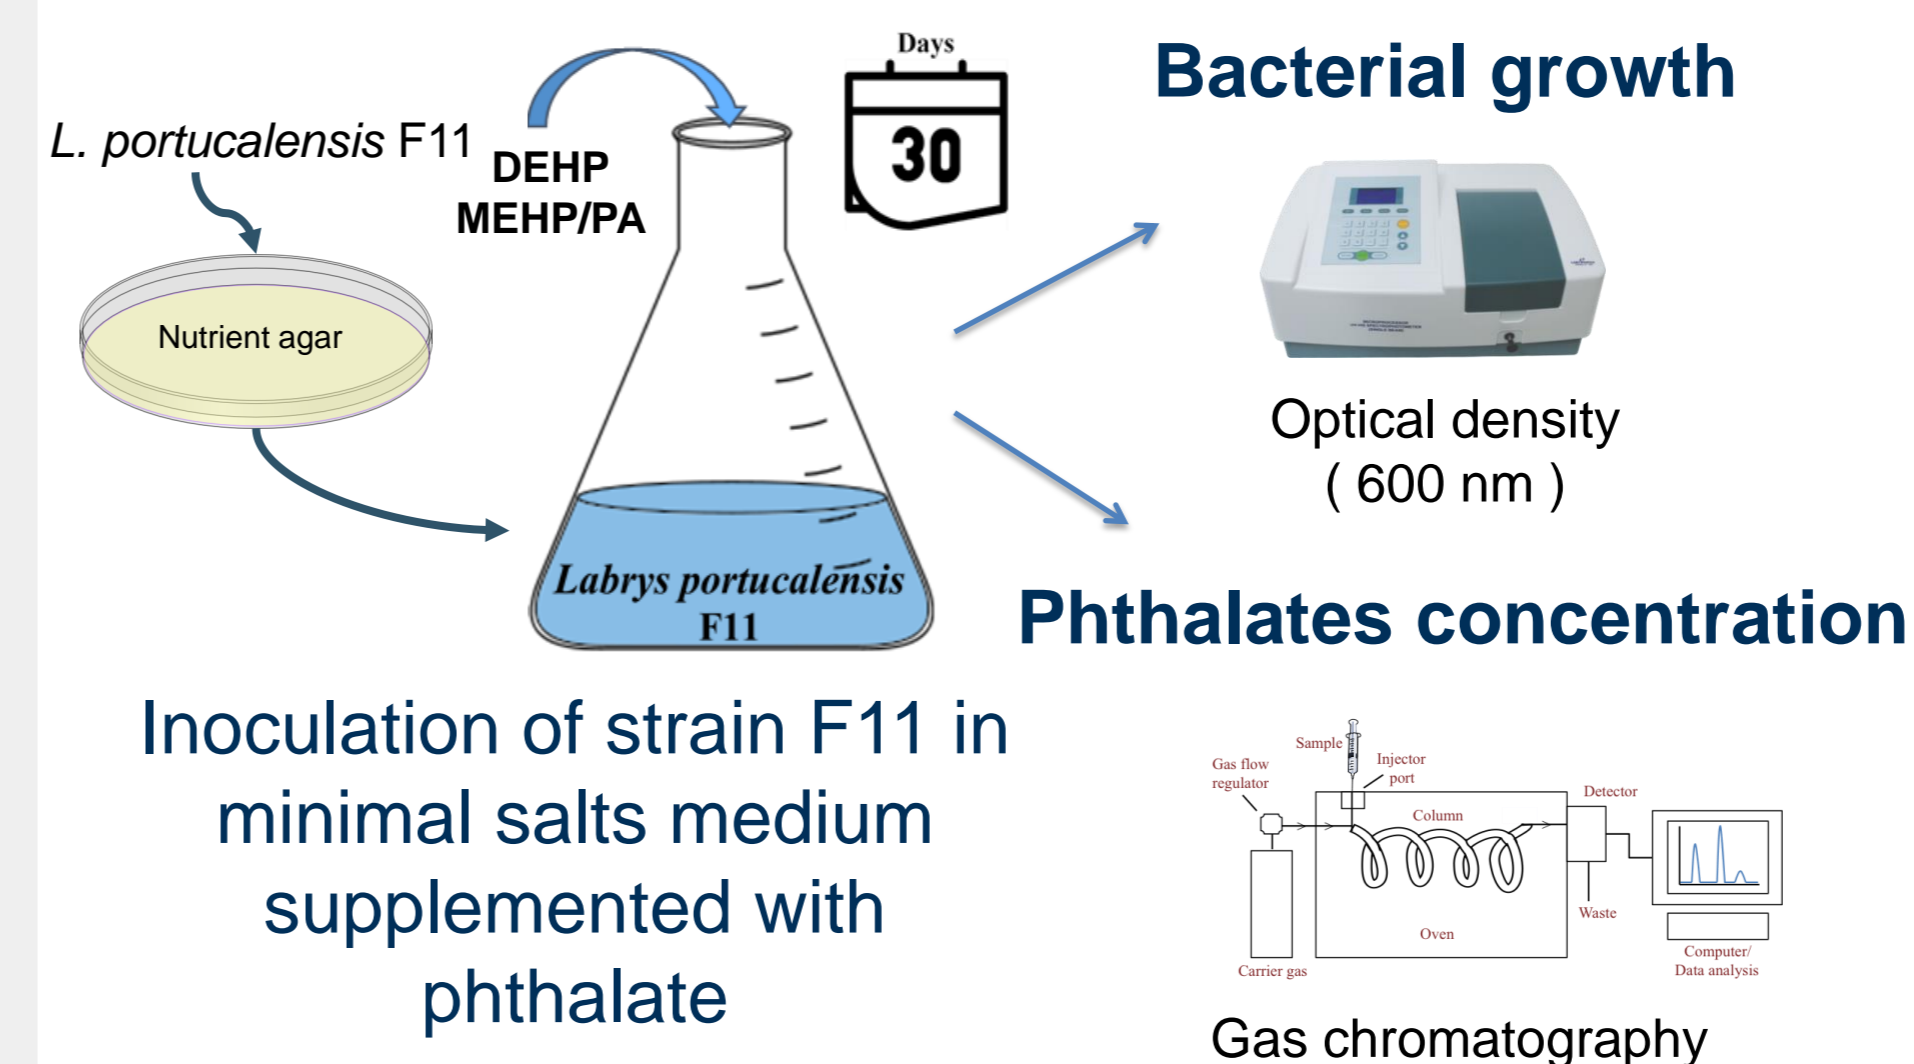 L. portucalensis F11
Nutrient agar
DEHP
MEHP/PA
Days
30
Labrys portucalensis
F11
Inoculation of strain F11 in
minimal salts medium
supplemented with
phthalate
Bacterial growth
Optical density
( 600 nm )
Phthalates concentration
Sample
Gas flow
regulator
Injector
port
Column
Detector
Waste
Oven
Carrier gas
Computer/
Data analysis
Gas chromatography